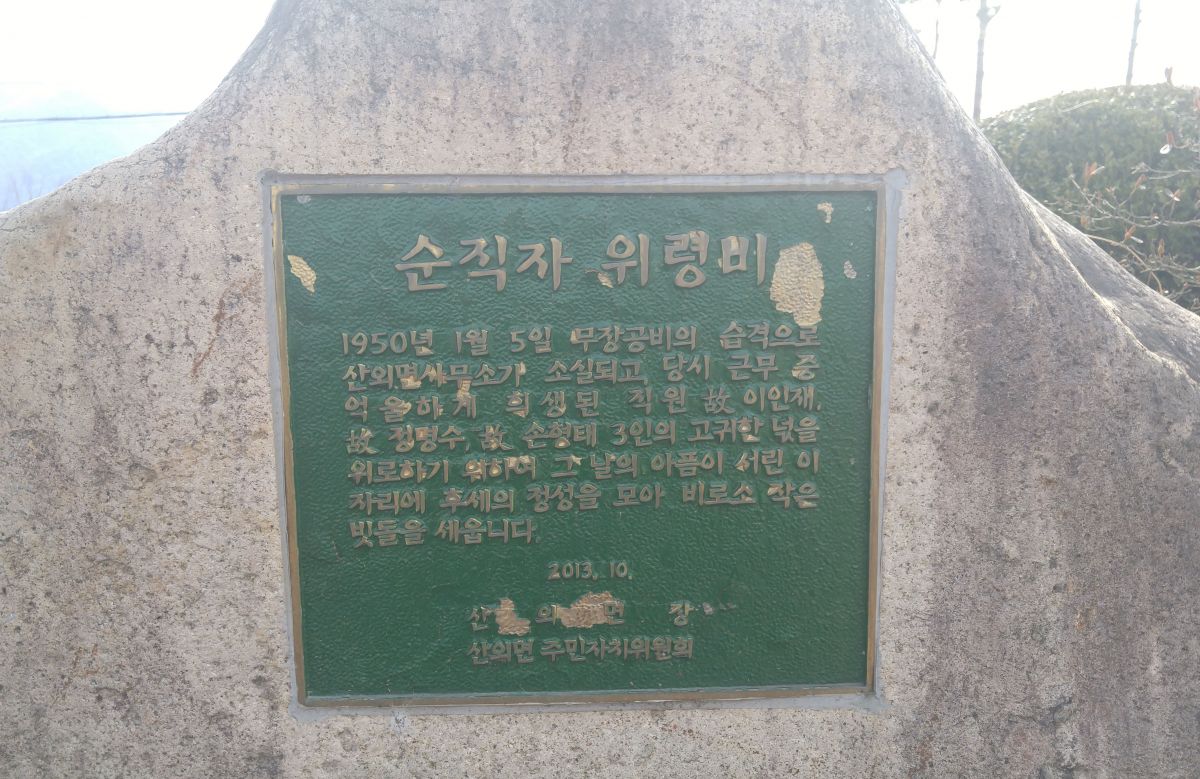 순직자 위령비
1950년 1월 5일 무장공비의 습격으로
산외면사무소가 소실되고, 당시 근무 중
억울하게 희생된 직원 故 이인재,
故 정명수, 故 손형태 3인의 고귀한 넋을
위로하기 위하여 그 날의 아픔이 서린 이
자리에 후세의 정성을 모아 비로소 작은
빗돌을 세웁니다.
2013. 10.
산 외 면 장
산외면 주민자치위원회